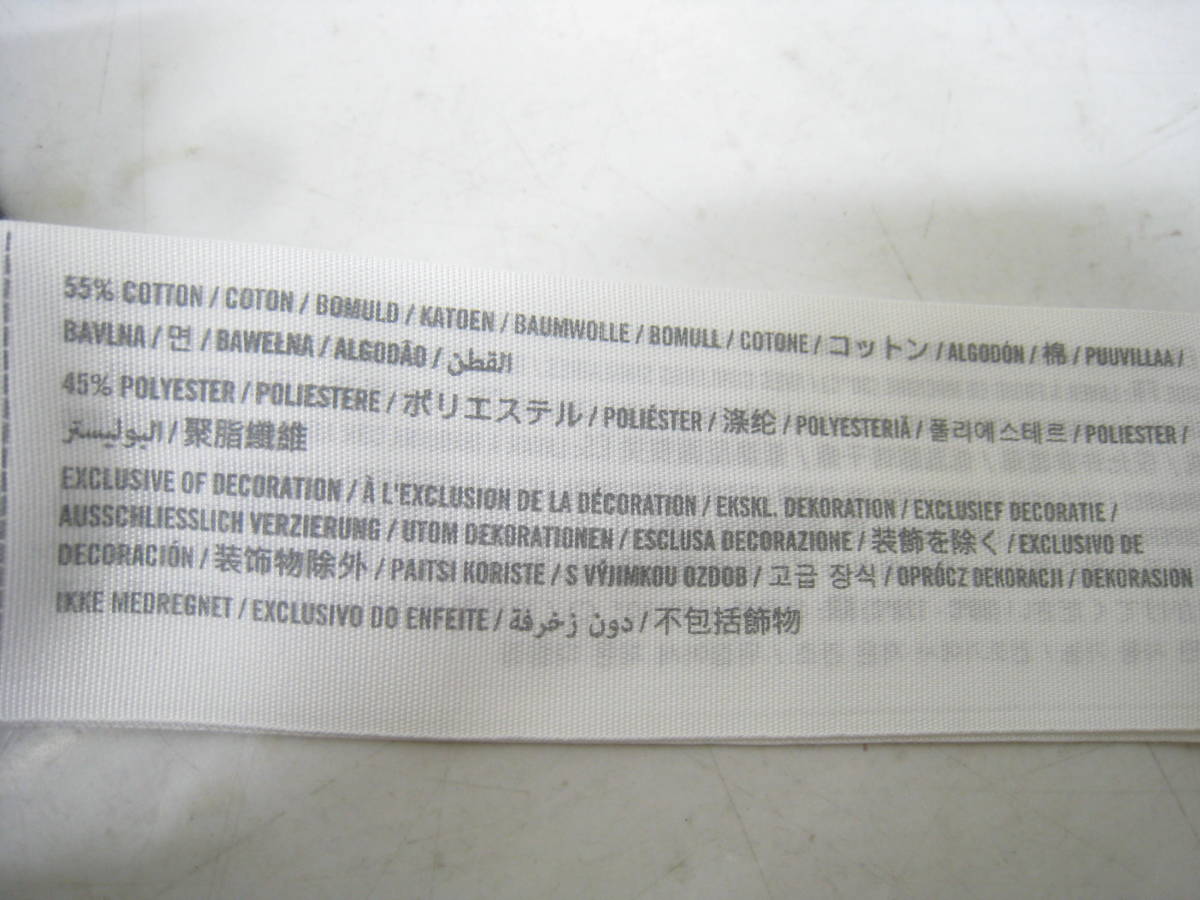 55% COTTON / COTON / BOMULD / KATOEN / BAUMWOLLE / BOMULL / COTONE / コットン / ALGODÓN / 棉 / PUUVILLAA /
BAVLNA / 면 / BAWEŁNA / ALGODÃO / القطن
45% POLYESTER / POLIESTERE / ポリエステル / POLIÉSTER / 涤纶 / POLYESTERIÄ / 폴리에스테르 / POLIESTER /
البوليستر / 聚脂纖維
EXCLUSIVE OF DECORATION / À L'EXCLUSION DE LA DÉCORATION / EKSKL. DEKORATION / EXCLUSIEF DECORATIE /
AUSSCHLIESSLICH VERZIERUNG / UTOM DEKORATIONEN / ESCLUSA DECORAZIONE / 装飾を除く / EXCLUSIVO DE
DECORACIÓN / 装饰物除外 / PAITSI KORISTE / S VÝJIMKOU OZDOB / 고급 장식 / OPRÓCZ DEKORACJI / DEKORASION
IKKE MEDREGNET / EXCLUSIVO DO ENFEITE / دون زخرفة / 不包括飾物